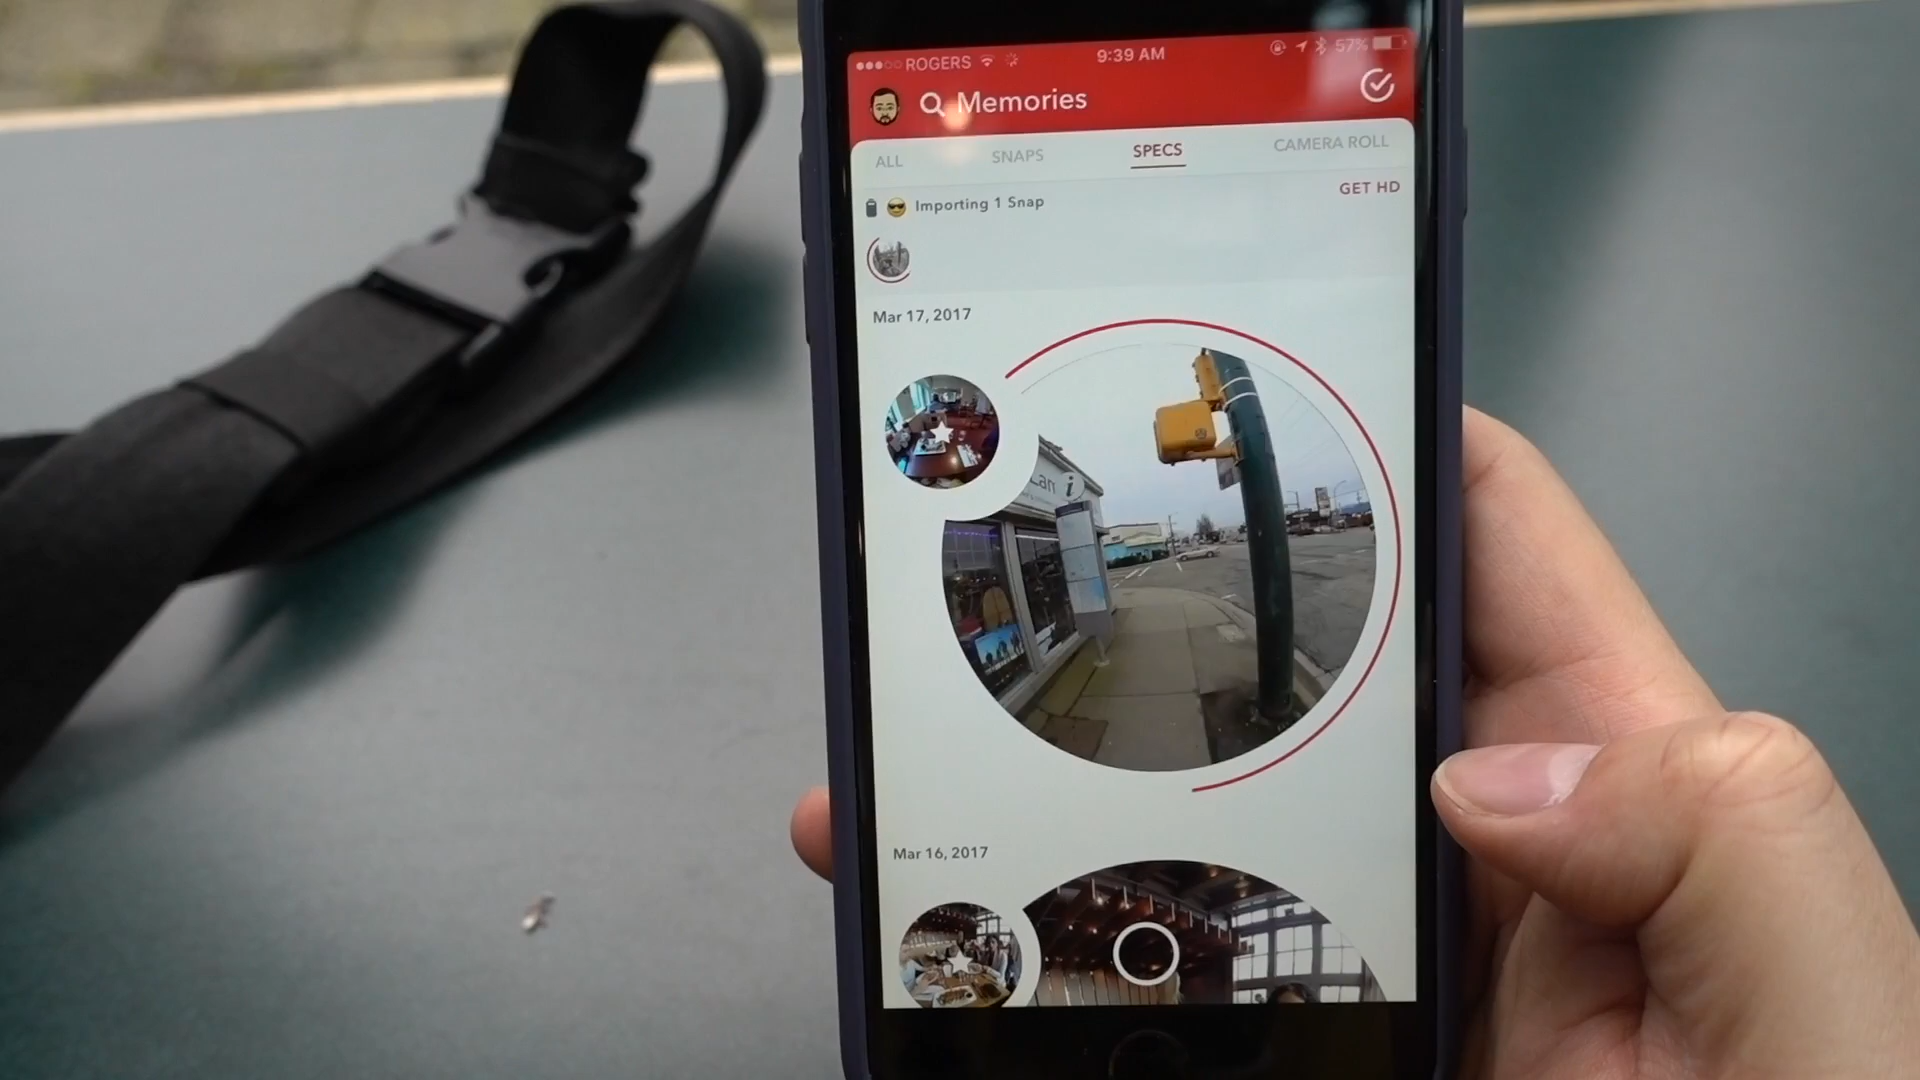 ROGERS 9:39 AM 57%
Memories
ALL SNAPS SPECS CAMERA ROLL
Importing 1 Snap GET HD
Mar 17, 2017
i
Mar 16, 2017